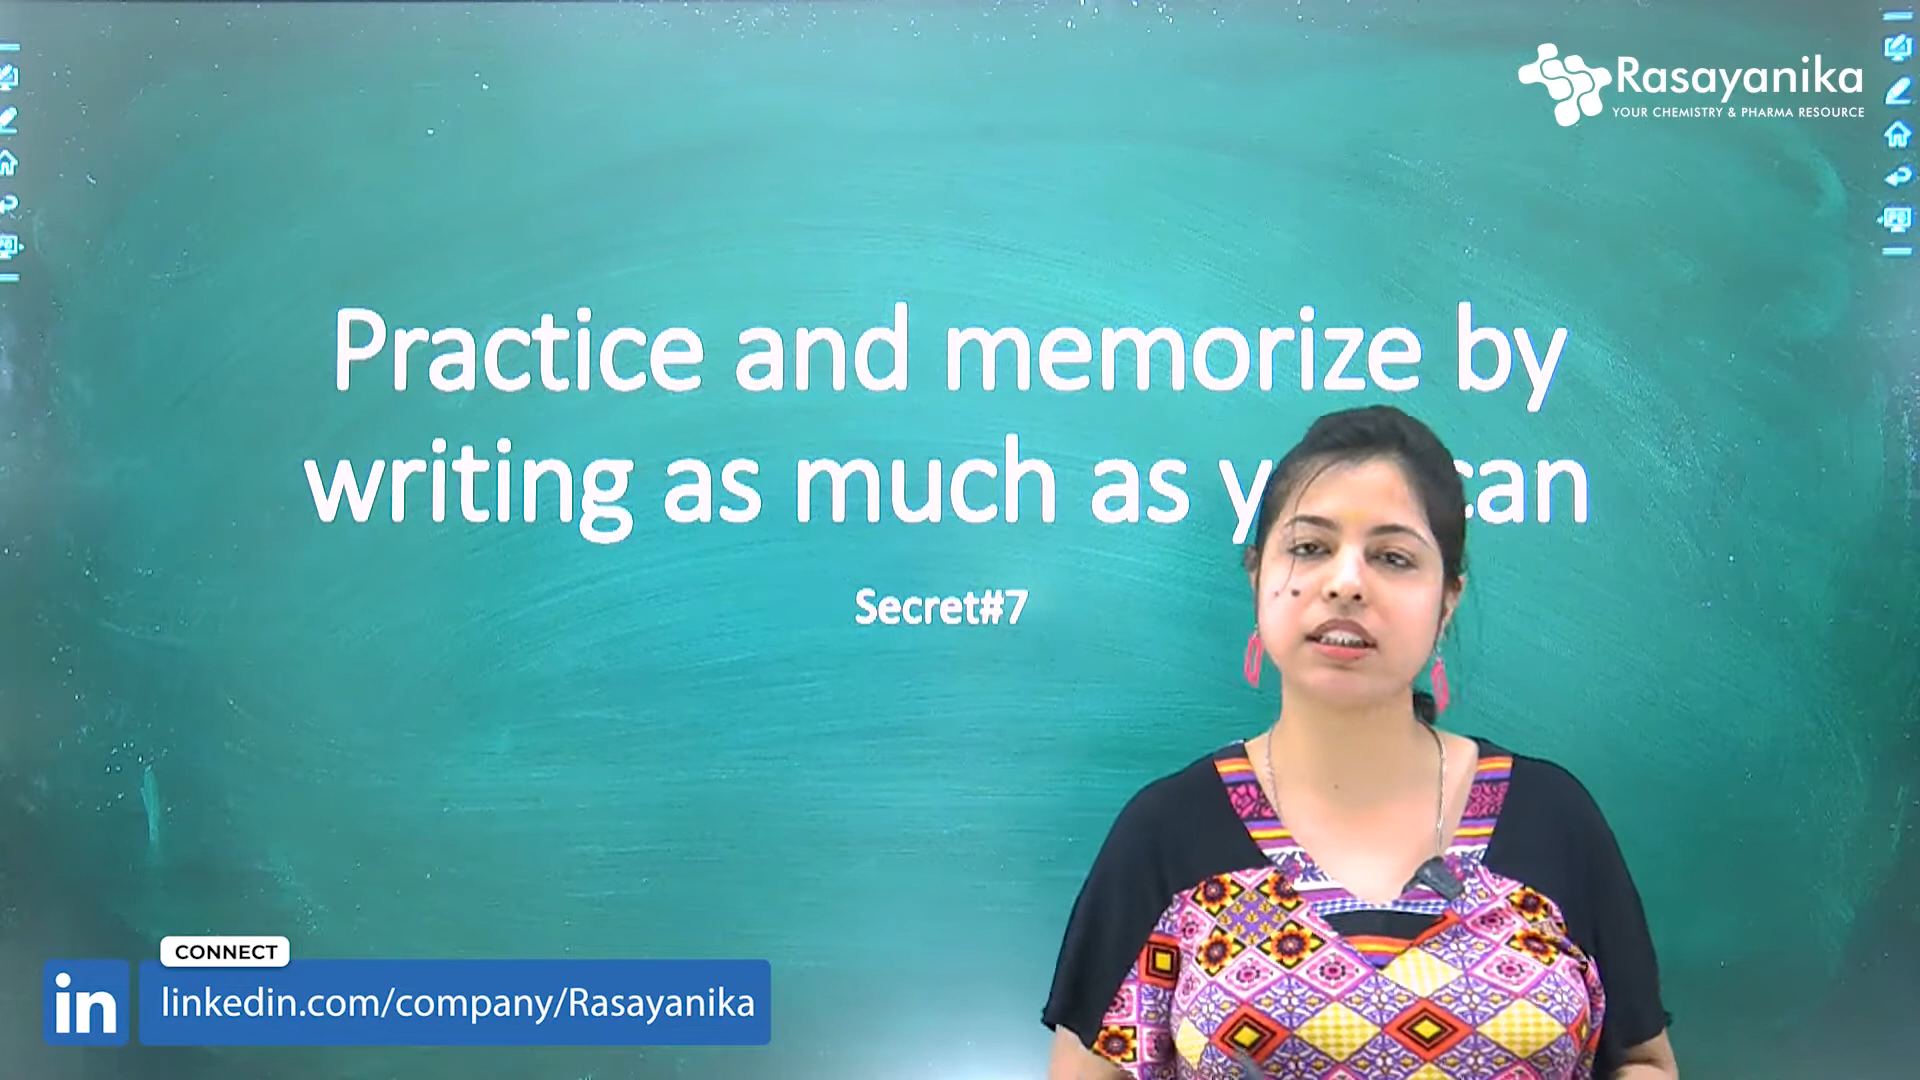 Rasayanika
YOUR CHEMISTRY & PHARMA RESOURCE
Practice and memorize by
writing as much as can
Secret#7
CONNECT
in
linkedin.com/company/Rasayanika